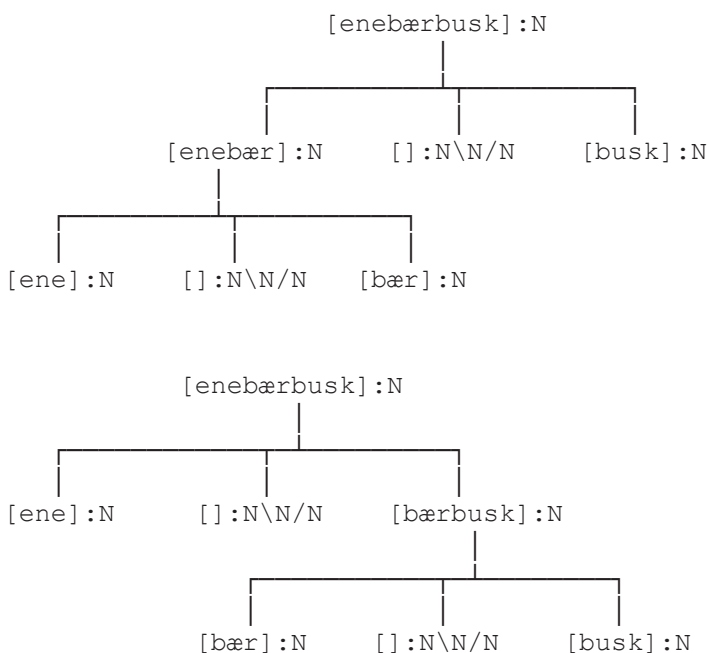 [enebærbusk]:N
[enebær]:N []:N\N/N [busk]:N
[ene]:N []:N\N/N [bær]:N
[enebærbusk]:N
[ene]:N []:N\N/N [bærbusk]:N
[bær]:N []:N\N/N [busk]:N